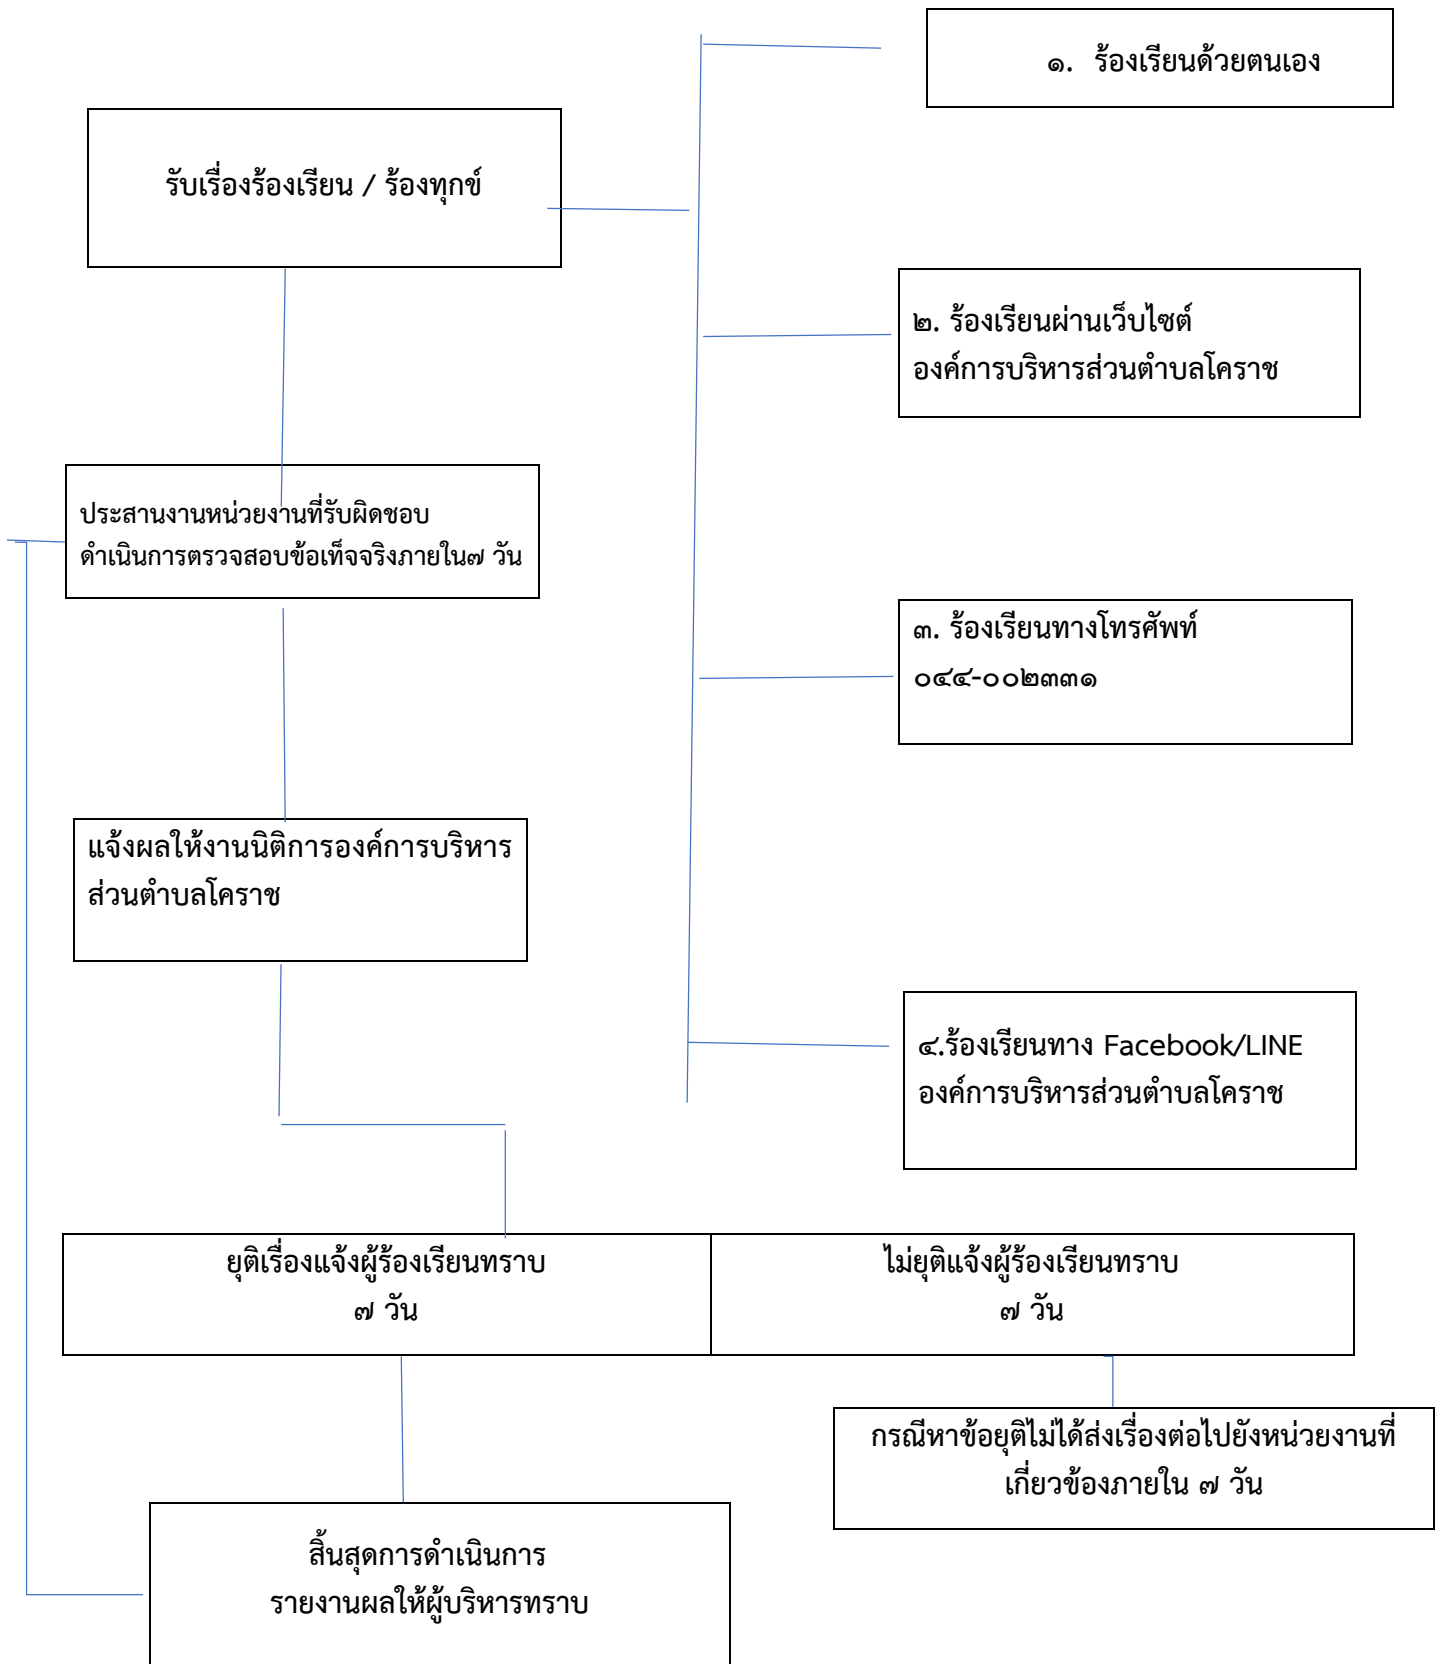 ๑. ร้องเรียนด้วยตนเอง
รับเรื่องร้องเรียน / ร้องทุกข์
๒. ร้องเรียนผ่านเว็บไซต์
องค์การบริหารส่วนตำบลโคราช
ประสานงานหน่วยงานที่รับผิดชอบ
ดำเนินการตรวจสอบข้อเท็จจริงภายใน๗ วัน
๓. ร้องเรียนทางโทรศัพท์
๐๔๔-๐๐๒๓๓๑
แจ้งผลให้งานนิติการองค์การบริหาร
ส่วนตำบลโคราช
๔.ร้องเรียนทาง Facebook/LINE
องค์การบริหารส่วนตำบลโคราช
ยุติเรื่องแจ้งผู้ร้องเรียนทราบ
๗ วัน
ไม่ยุติแจ้งผู้ร้องเรียนทราบ
๗ วัน
กรณีหาข้อยุติไม่ได้ส่งเรื่องต่อไปยังหน่วยงานที่
เกี่ยวข้องภายใน ๗ วัน
สิ้นสุดการดำเนินการ
รายงานผลให้ผู้บริหารทราบ